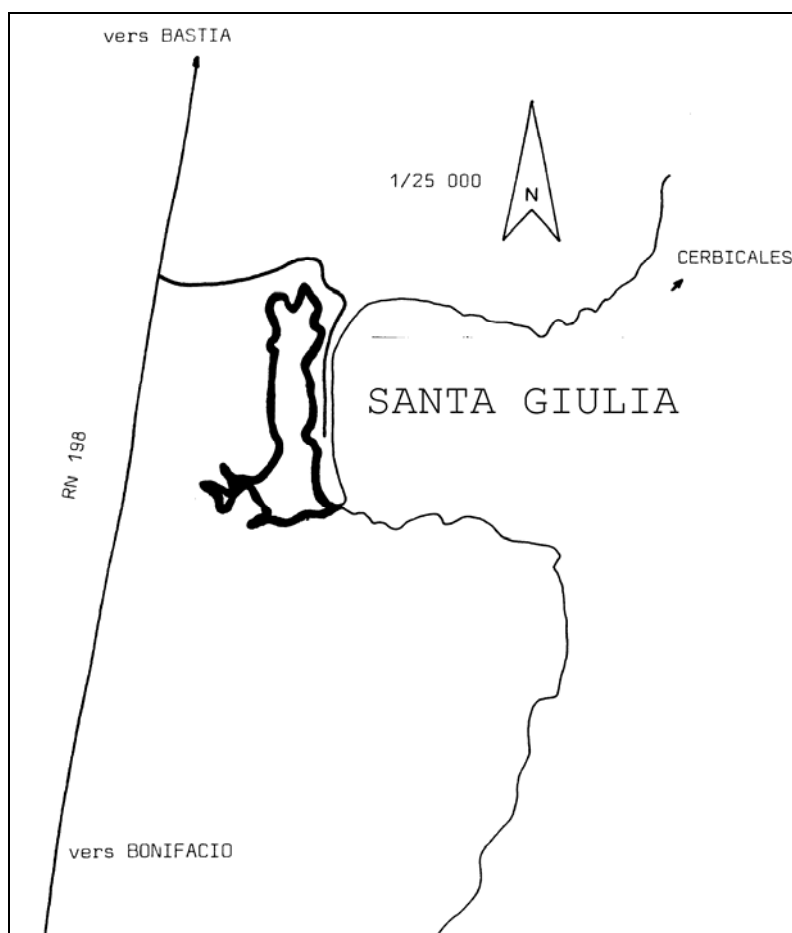 vers BASTIA
1/25 000
N
CERBICALES
SANTA GIULIA
RN 198
vers BONIFACIO